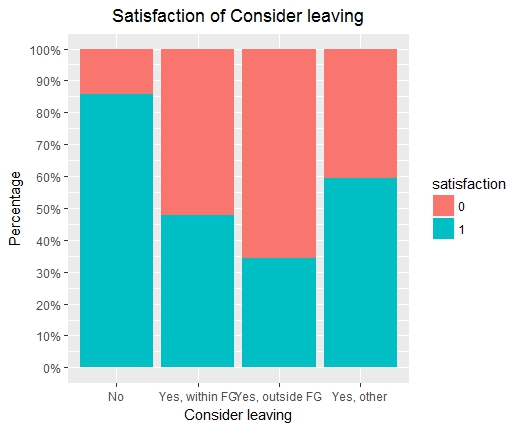 Satisfaction of Consider leaving
100%
90%
80%
70%
60%
50%
40%
30%
20%
10%
0%
Percentage
No
Yes, within FG
Yes, outside FG
Yes, other
Consider leaving
satisfaction
0
1